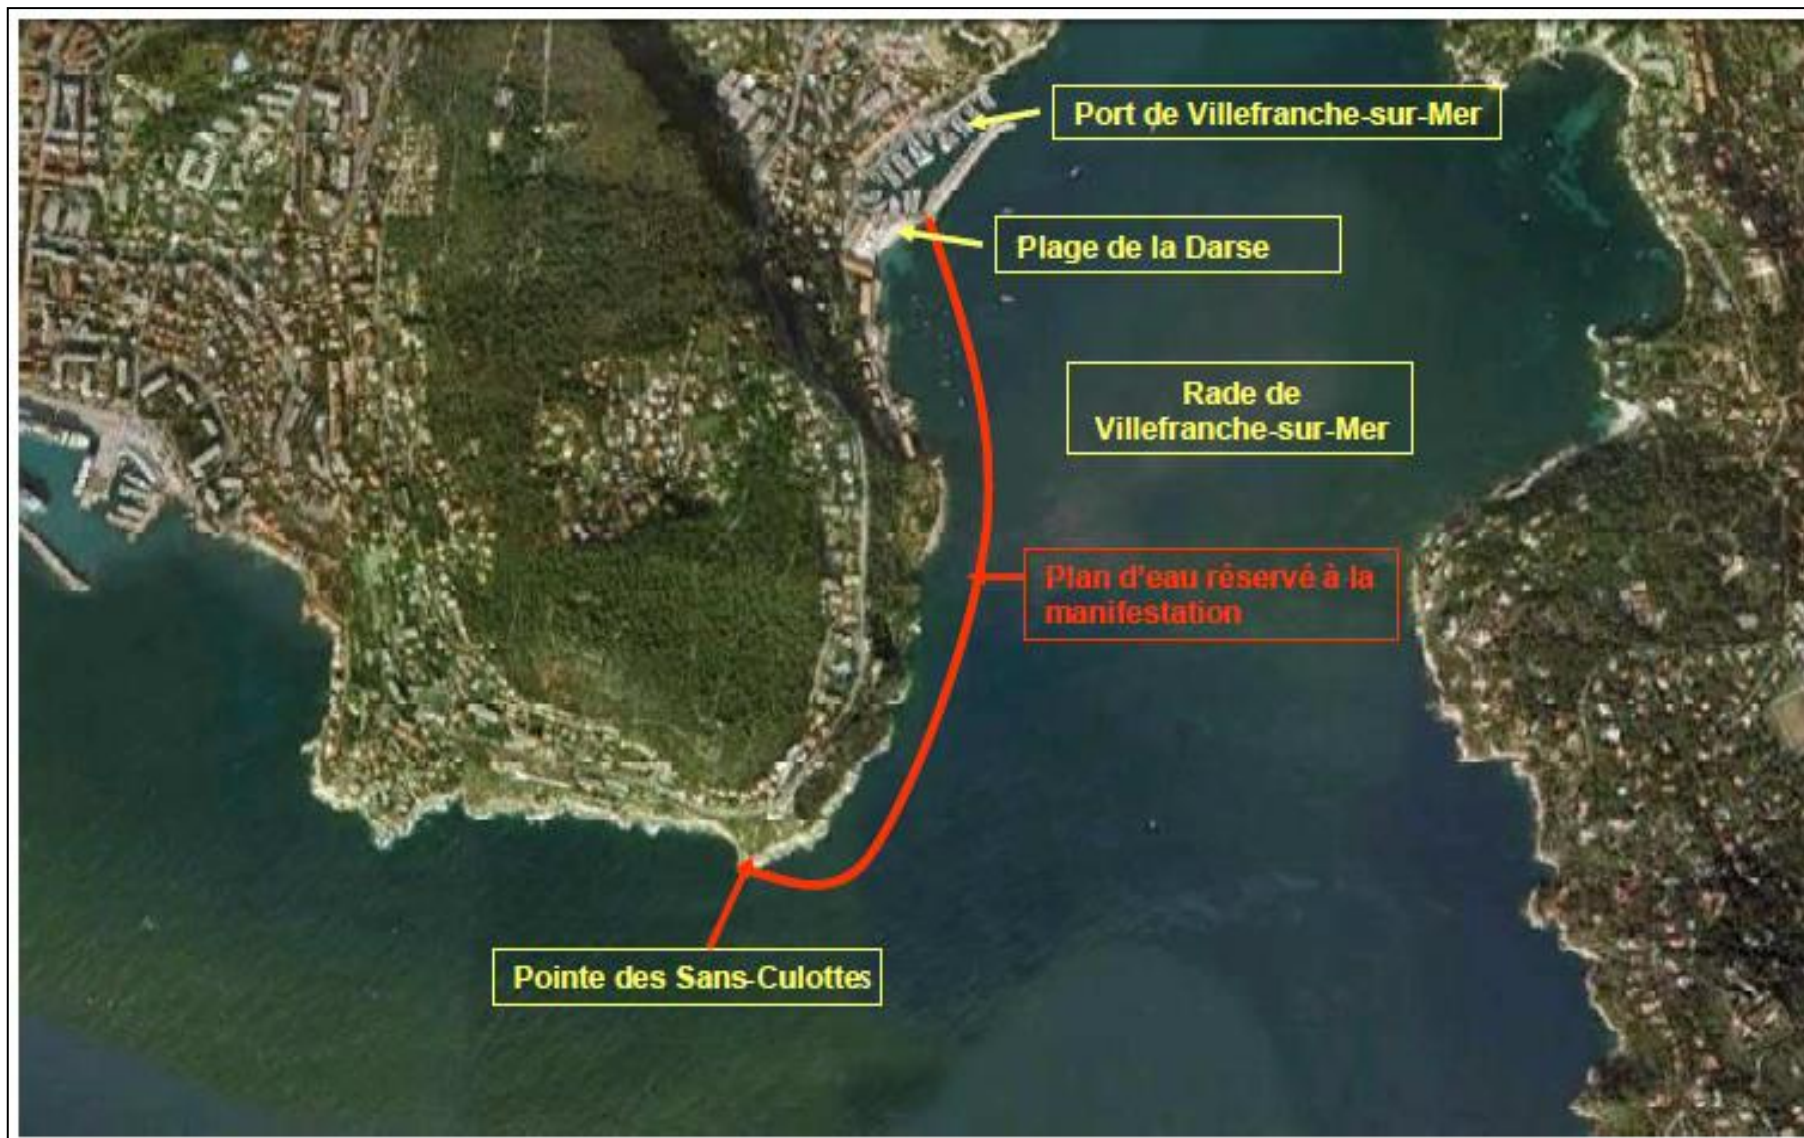 Port de Villefranche-sur-Mer
Plage de la Darse
Rade de
Villefranche-sur-Mer
Plan d'eau réservé à la
manifestation
Pointe des Sans-Culottes